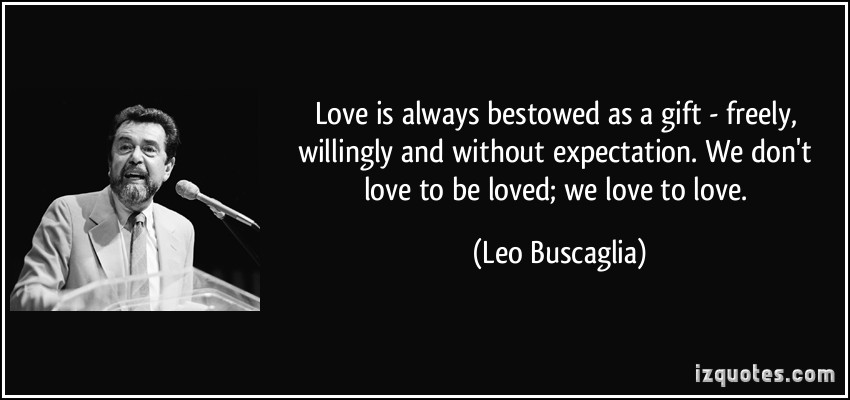 Love is always bestowed as a gift - freely,
willingly and without expectation. We don't
love to be loved; we love to love.
(Leo Buscaglia)
izquotes.com